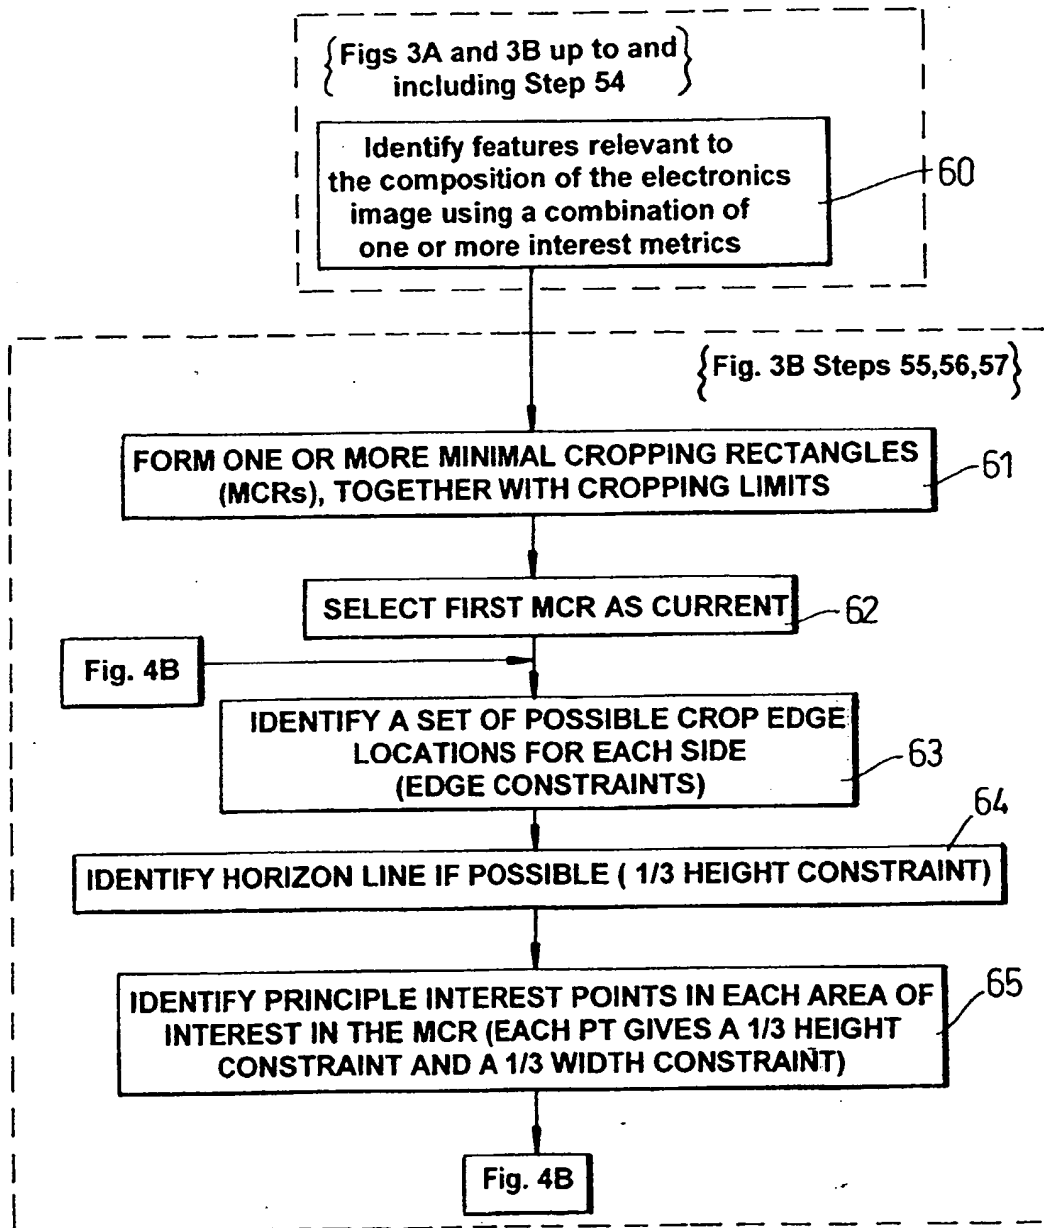 {Figs 3A and 3B up to and
including Step 54}
Identify features relevant to
the composition of the electronics
image using a combination of
one or more interest metrics
60
{Fig. 3B Steps 55,56,57}
FORM ONE OR MORE MINIMAL CROPPING RECTANGLES
(MCRs), TOGETHER WITH CROPPING LIMITS
61
SELECT FIRST MCR AS CURRENT
62
Fig. 4B
IDENTIFY A SET OF POSSIBLE CROP EDGE
LOCATIONS FOR EACH SIDE
(EDGE CONSTRAINTS)
63
64
IDENTIFY HORIZON LINE IF POSSIBLE ( 1/3 HEIGHT CONSTRAINT)
IDENTIFY PRINCIPLE INTEREST POINTS IN EACH AREA OF
INTEREST IN THE MCR (EACH PT GIVES A 1/3 HEIGHT
CONSTRAINT AND A 1/3 WIDTH CONSTRAINT)
65
Fig. 4B